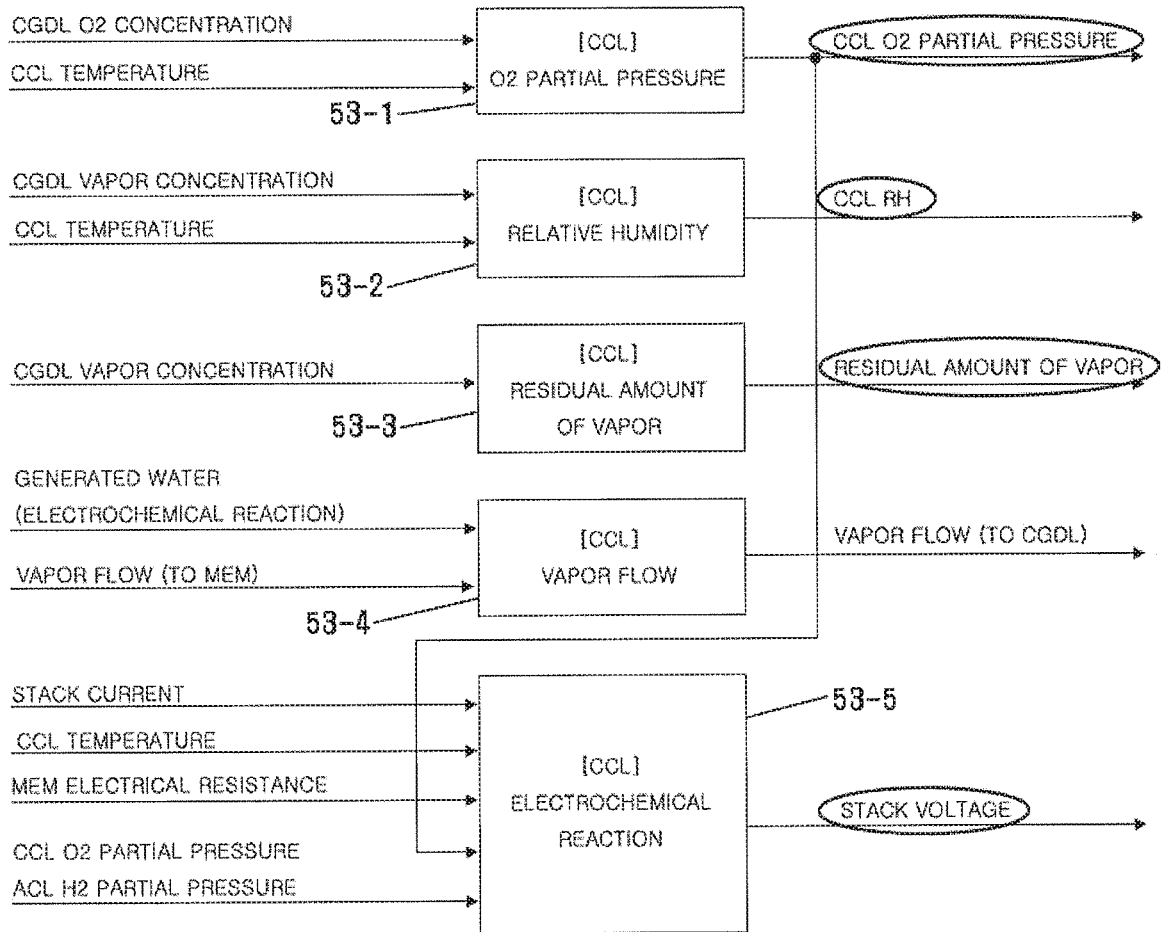 CGDL O2 CONCENTRATION
CCL TEMPERATURE
[CCL]
O2 PARTIAL PRESSURE
53-1
CCL O2 PARTIAL PRESSURE
CGDL VAPOR CONCENTRATION
CCL TEMPERATURE
[CCL]
RELATIVE HUMIDITY
53-2
CCL RH
CGDL VAPOR CONCENTRATION
[CCL]
RESIDUAL AMOUNT
OF VAPOR
53-3
RESIDUAL AMOUNT OF VAPOR
GENERATED WATER
(ELECTROCHEMICAL REACTION)
VAPOR FLOW (TO MEM)
[CCL]
VAPOR FLOW
53-4
VAPOR FLOW (TO CGDL)
STACK CURRENT
CCL TEMPERATURE
MEM ELECTRICAL RESISTANCE
CCL O2 PARTIAL PRESSURE
ACL H2 PARTIAL PRESSURE
[CCL]
ELECTROCHEMICAL
REACTION
53-5
STACK VOLTAGE